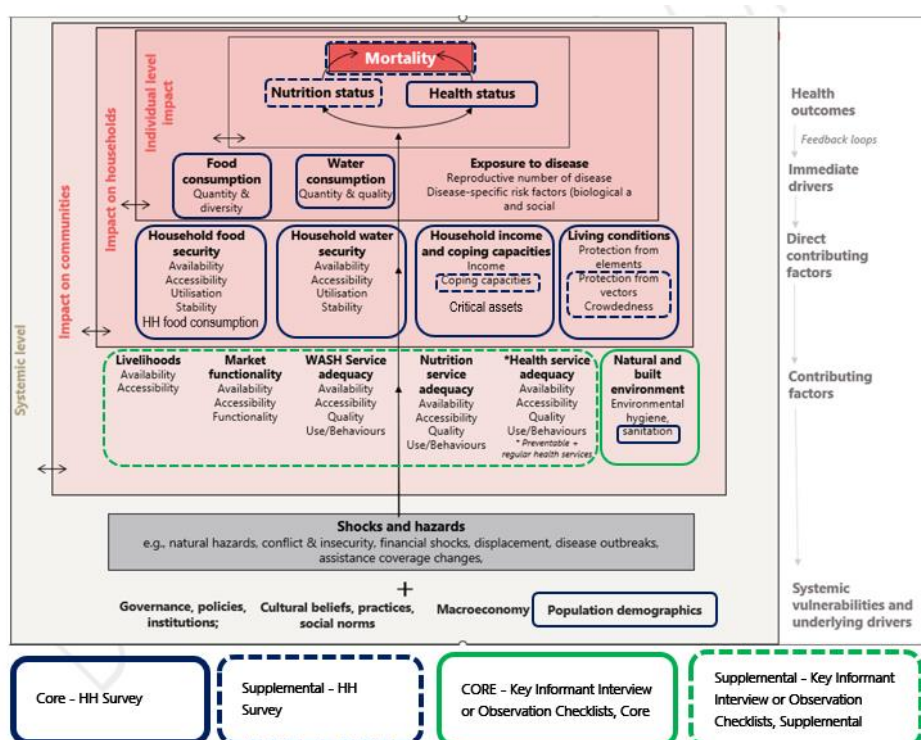 Mortality
Nutrition status
Health status
Health
outcomes
Feedback loops
Individual level
impact
Impact on households
Impact on communities
Systemic level
Food
consumption
Quantity &
diversity
Water
consumption
Quantity & quality
Exposure to disease
Reproductive number of disease
Disease-specific risk factors (biological a
and social
Immediate
drivers
Household food
security
Availability
Accessibility
Utilisation
Stability
HH food consumption
Household water
security
Availability
Accessibility
Utilisation
Stability
Household income
and coping capacities
Income
Coping capacities
Critical assets
Living conditions
Protection from
elements
Protection from
vectors
Crowdedness
Direct
contributing
factors
Livelihoods
Availability
Accessibility
Market
functionality
Availability
Accessibility
Functionality
WASH Service
adequacy
Availability
Accessibility
Quality
Use/Behaviours
Nutrition
service
adequacy
Availability
Accessibility
Quality
Use/Behaviours
*Health service
adequacy
Availability
Accessibility
Quality
Use/Behaviours
* Preventable +
regular health services
Natural and
built
environment
Environmental
hygiene,
sanitation
Contributing
factors
Shocks and hazards
e.g., natural hazards, conflict & insecurity, financial shocks, displacement, disease outbreaks,
assistance coverage changes,
+
Governance, policies,
institutions;
Cultural beliefs, practices,
social norms
Macroeconomy
Population demographics
Systemic
vulnerabilities and
underlying drivers
Core - HH Survey
Supplemental - HH
Survey
CORE - Key Informant Interview
or Observation Checklists, Core
Supplemental - Key Informant
Interview or Observation
Checklists, Supplemental